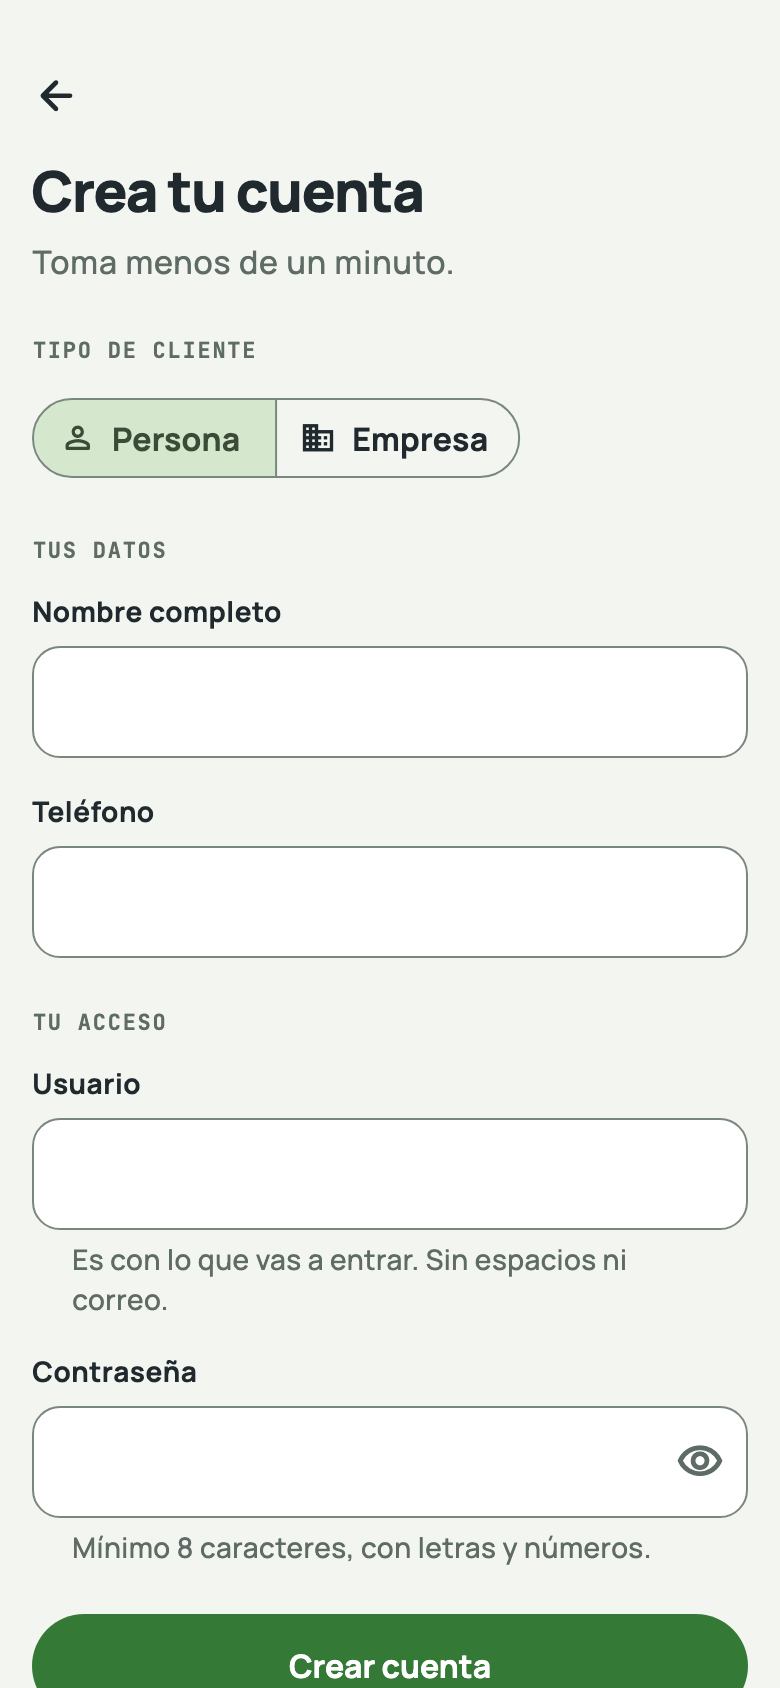 Crea tu cuenta
Toma menos de un minuto.
TIPO DE CLIENTE
Persona
Empresa
TUS DATOS
Nombre completo
Teléfono
TU ACCESO
Usuario
Es con lo que vas a entrar. Sin espacios ni
correo.
Contraseña
Mínimo 8 caracteres, con letras y números.
Crear cuenta